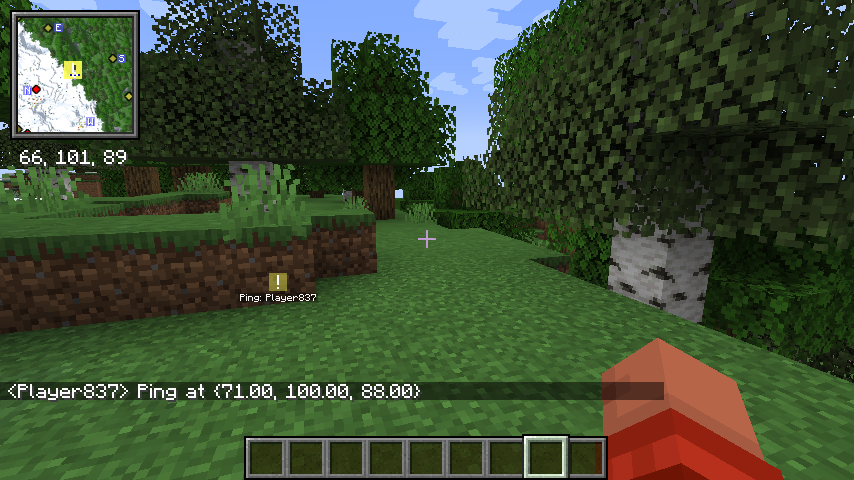 E
S
N
W
!
66, 101, 89
!
Ping: Player837
<Player837> Ping at {71.00, 100.00, 88.00}